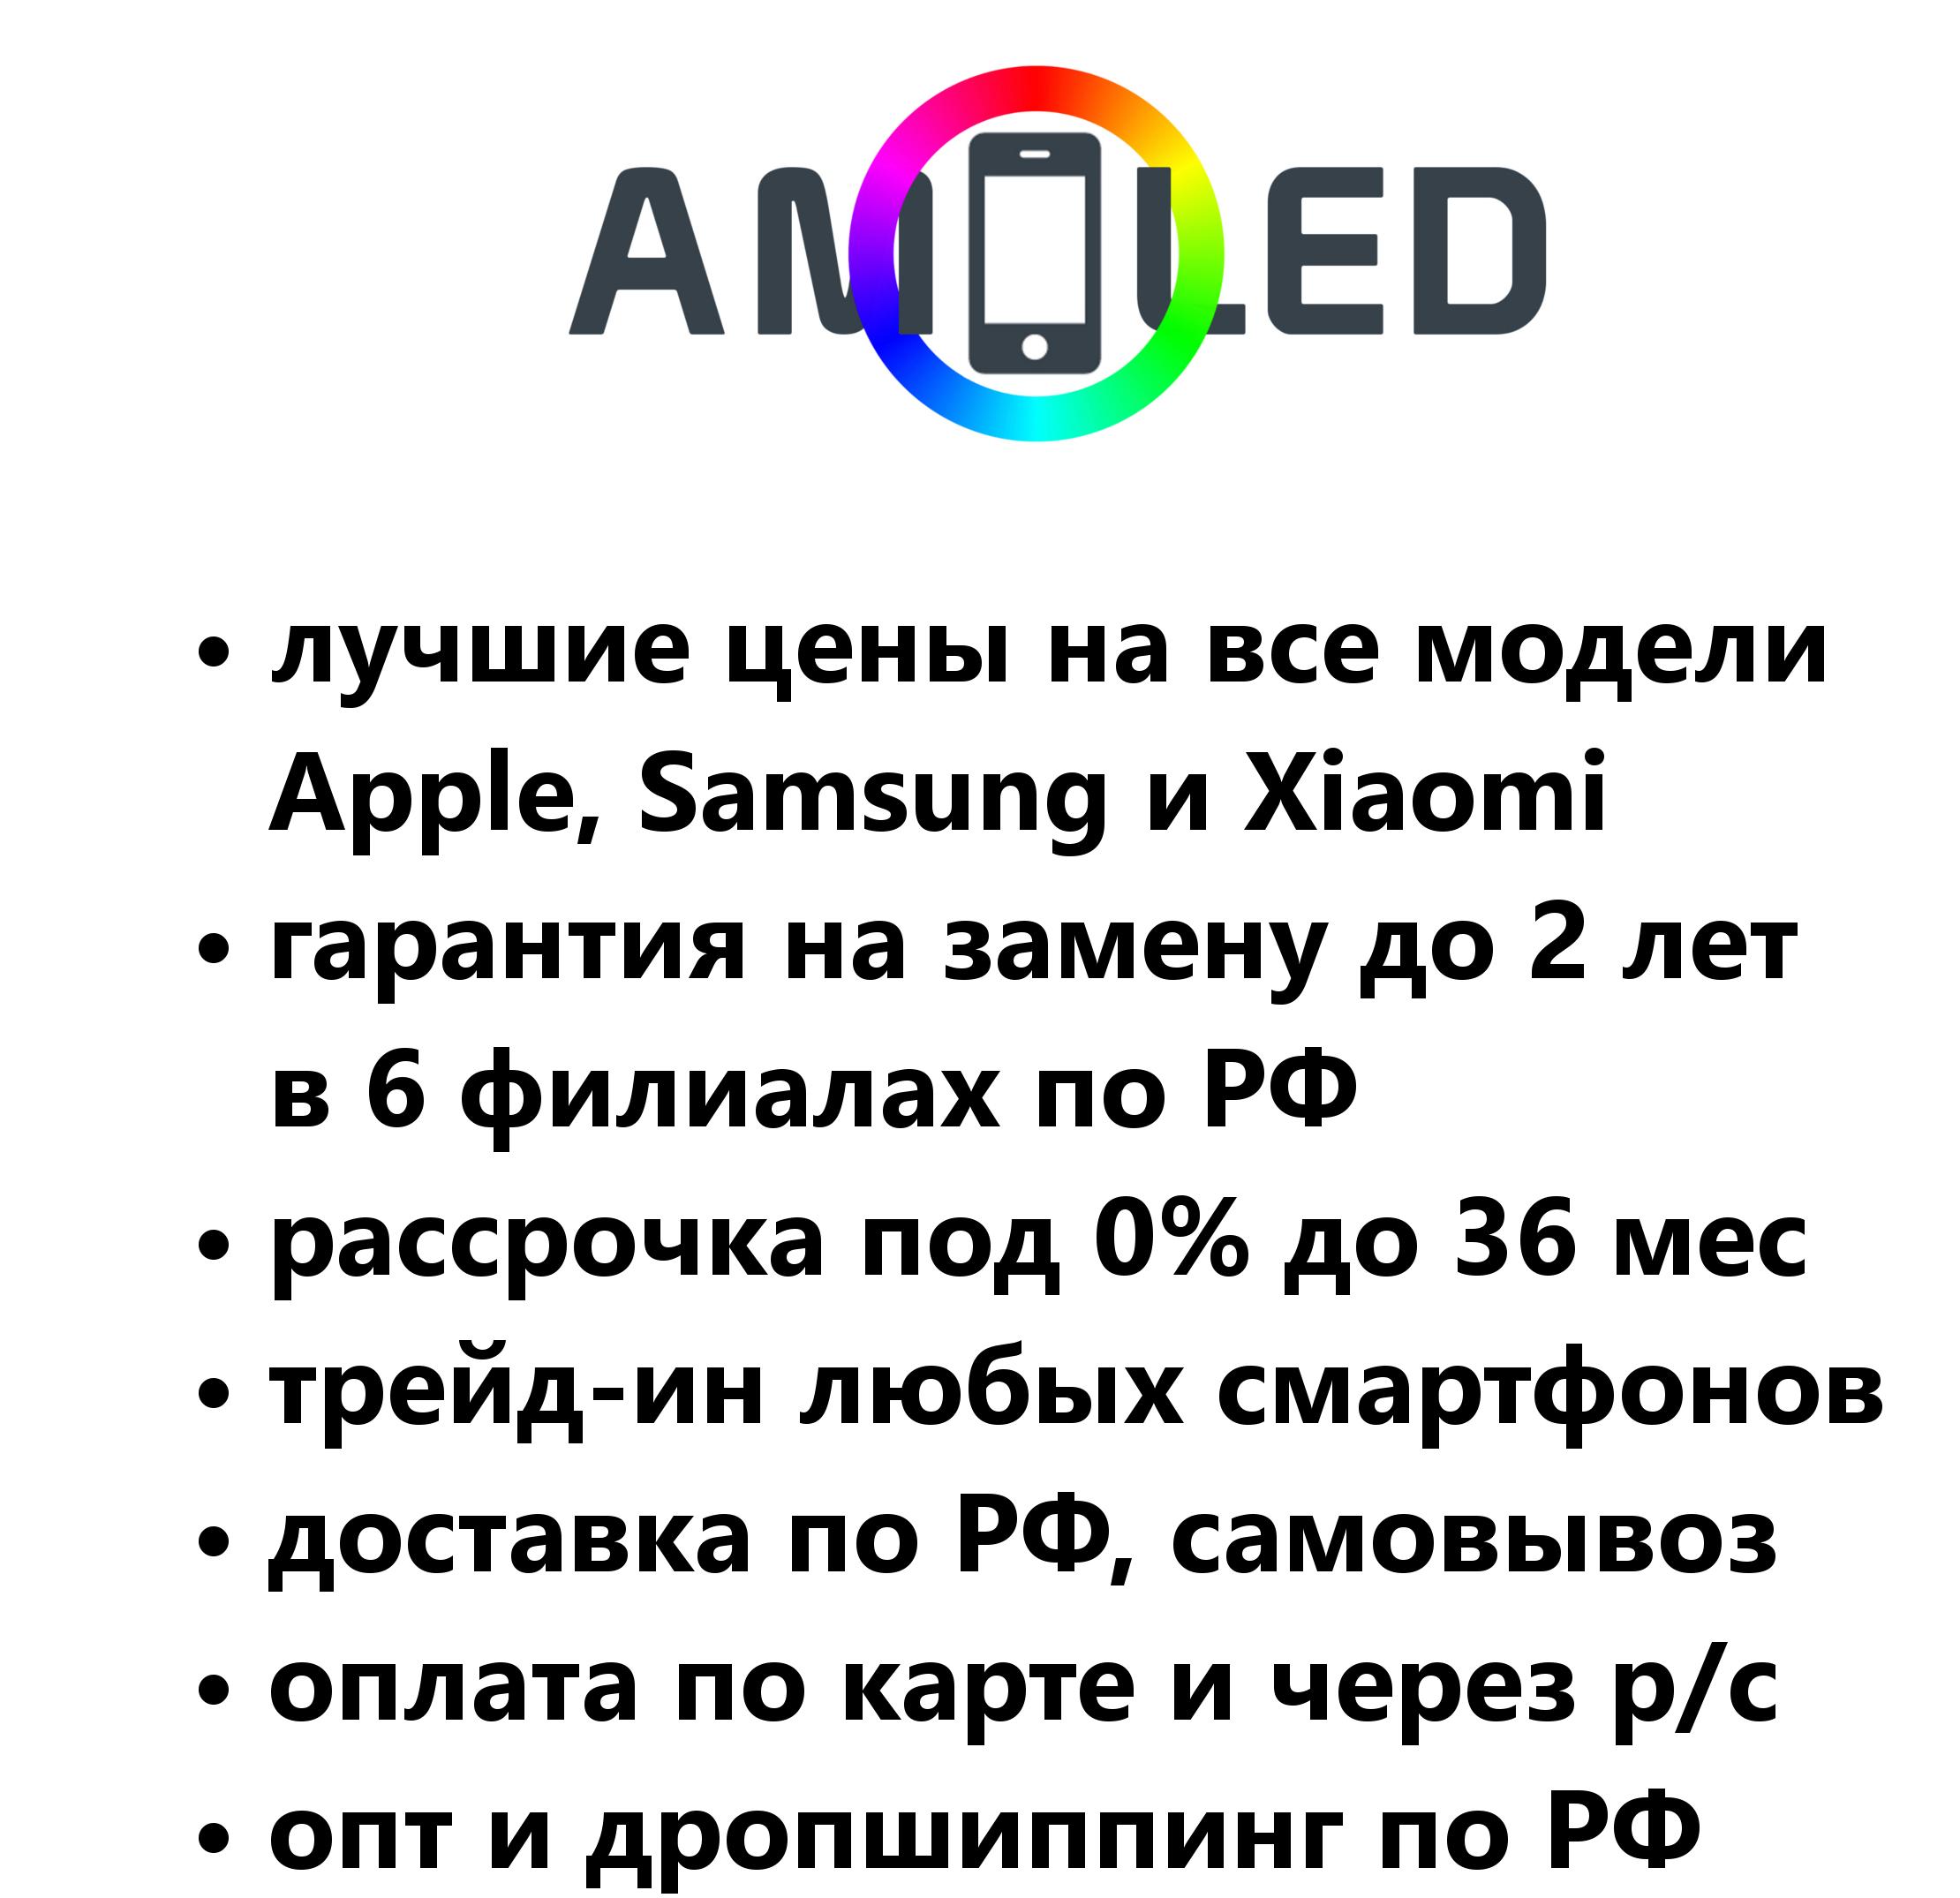 AMOLED
• лучшие цены на все модели
Apple, Samsung и Xiaomi
• гарантия на замену до 2 лет
в 6 филиалах по РФ
• рассрочка под 0% до 36 мес
• трейд-ин любых смартфонов
• доставка по РФ, самовывоз
• оплата по карте и через р/с
• опт и дропшиппинг по РФ